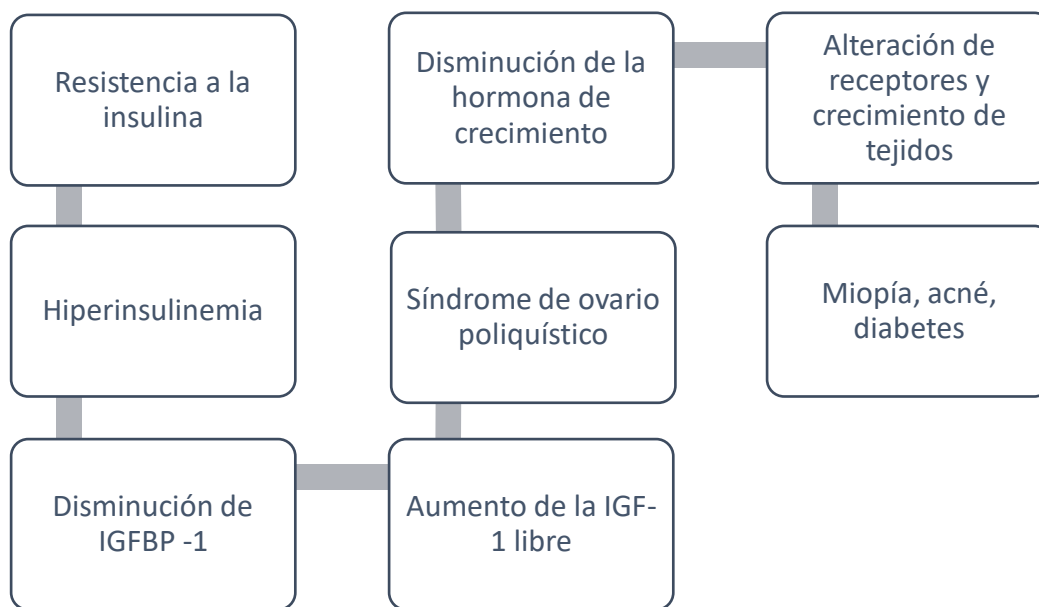 Resistencia a la
insulina
Hiperinsulinemia
Disminución de
IGFBP -1
Aumento de la IGF-
1 libre
Síndrome de ovario
poliquístico
Disminución de la
hormona de
crecimiento
Alteración de
receptores y
crecimiento de
tejidos
Miopía, acné,
diabetes